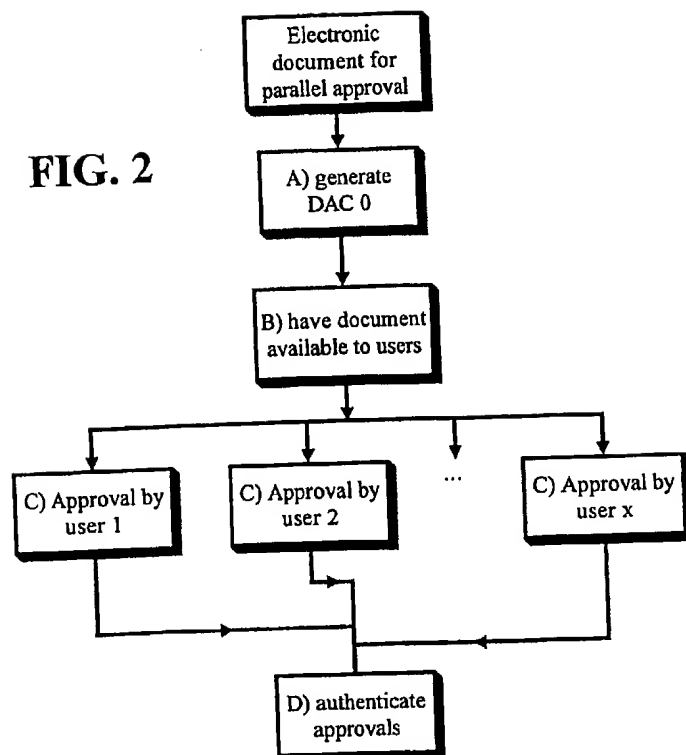 Electronic
document for
parallel approval
FIG. 2
A) generate
DAC 0
B) have document
available to users
C) Approval by
user 1
C) Approval by
user 2
...
C) Approval by
user x
D) authenticate
approvals